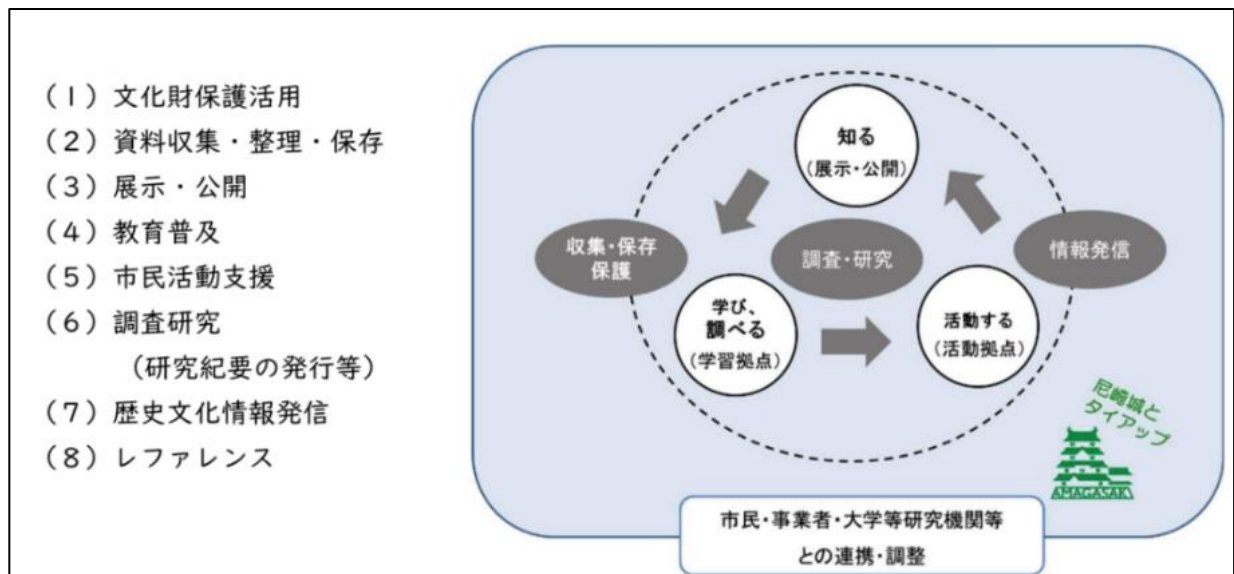 （１）文化財保護活用
（２）資料収集・整理・保存
（３）展示・公開
（４）教育普及
（５）市民活動支援
（６）調査研究
（研究紀要の発行等）
（７）歴史文化情報発信
（８）レファレンス
知る
（展示・公開）
収集・保存
保護
調査・研究
情報発信
学び、
調べる
（学習拠点）
活動する
（活動拠点）
尼崎城と
タイアップ
AMAGASAKI
市民・事業者・大学等研究機関等
との連携・調整